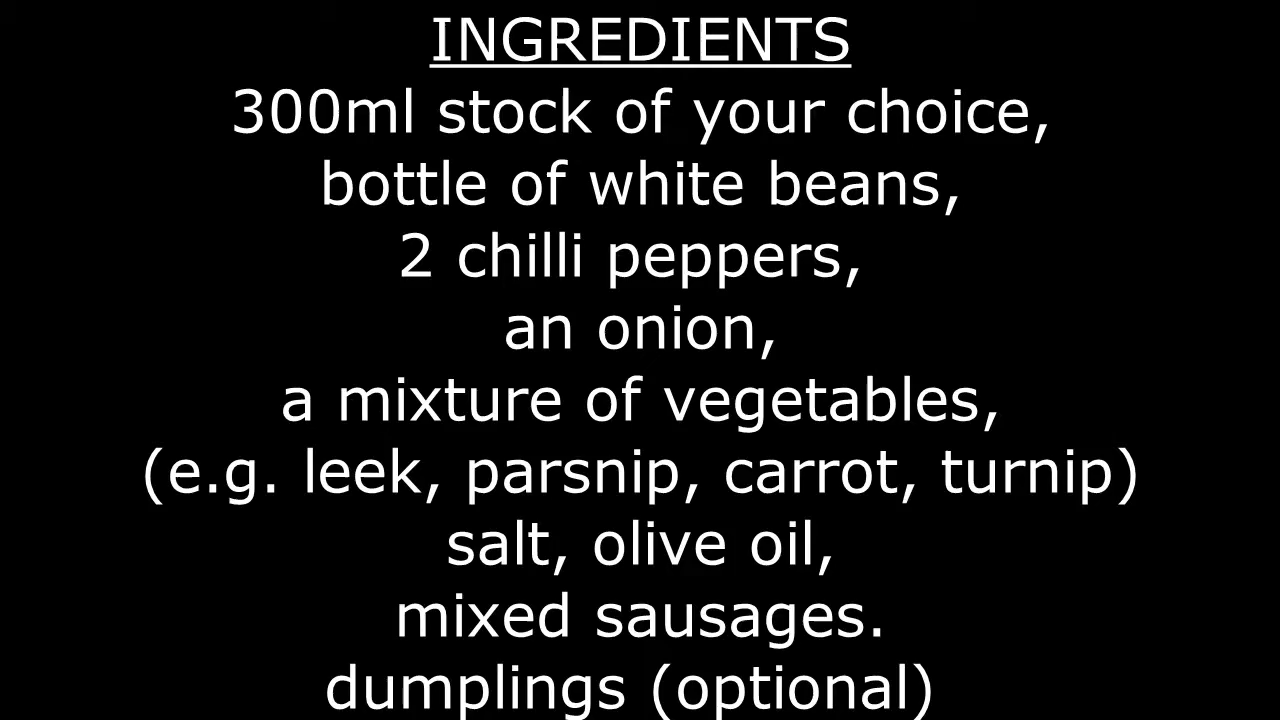 INGREDIENTS
300ml stock of your choice,
bottle of white beans,
2 chilli peppers,
an onion,
a mixture of vegetables,
(e.g. leek, parsnip, carrot, turnip)
salt, olive oil,
mixed sausages.
dumplings (optional)